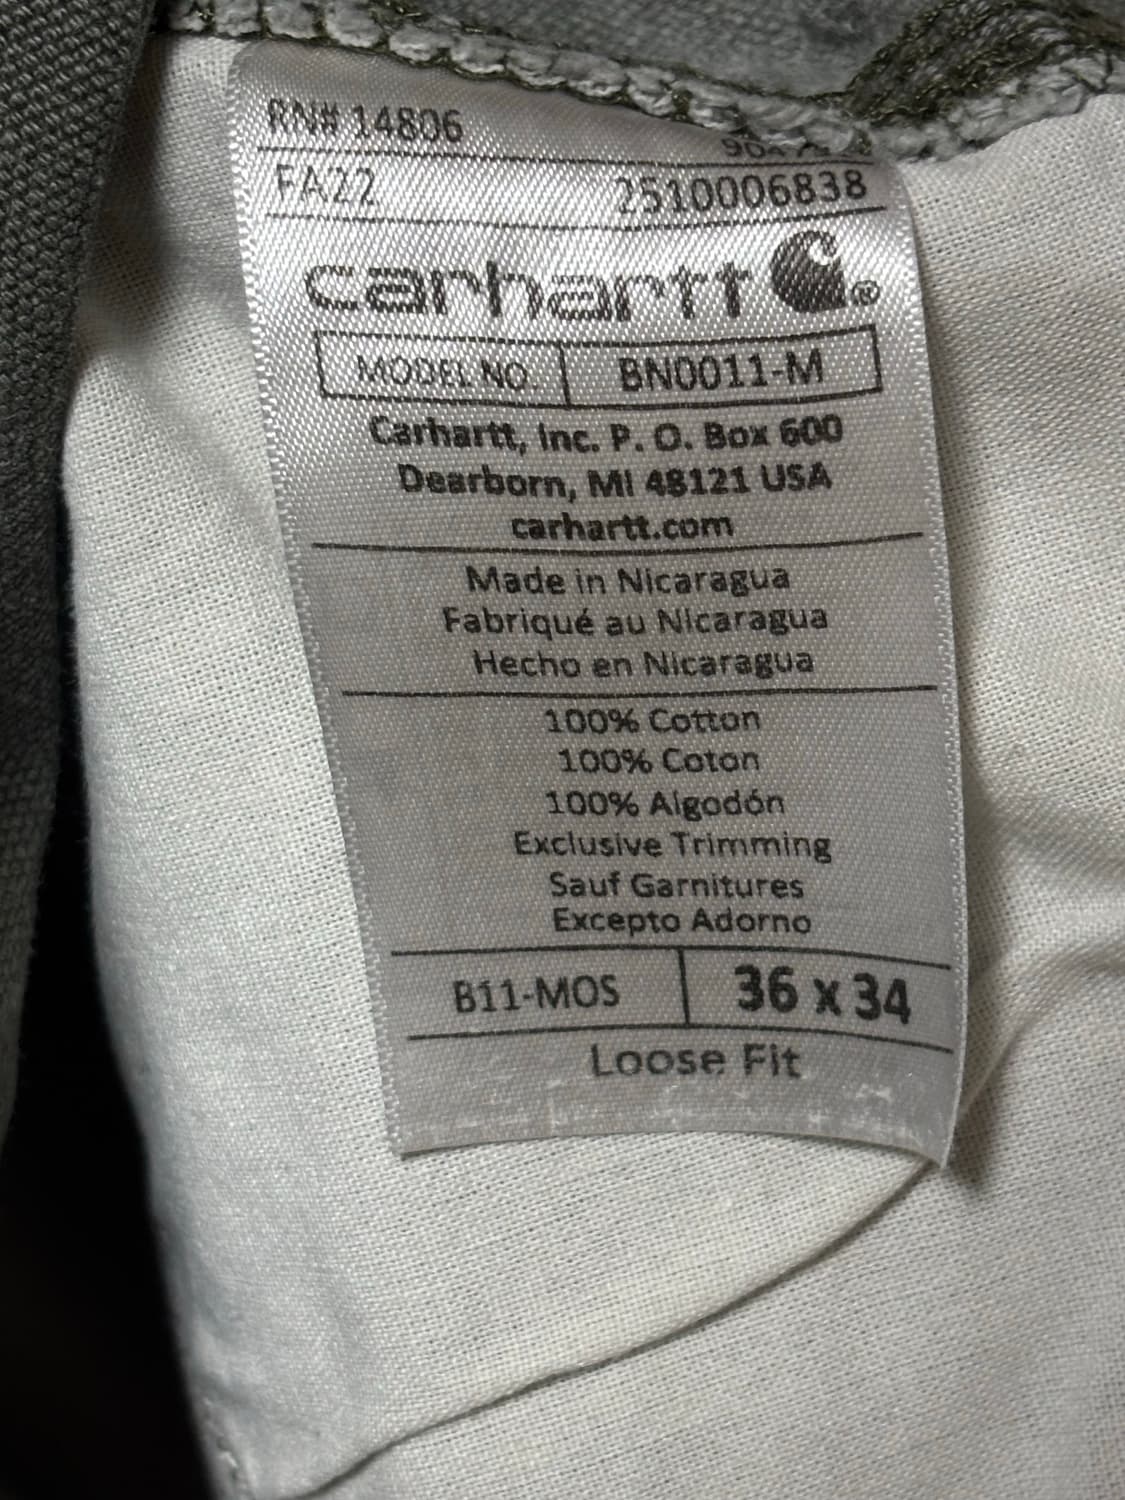 RN# 14806
FA22 2510006838
carhartt ®
MODEL NO. BN0011-M
Carhartt, Inc. P. O. Box 600
Dearborn, MI 48121 USA
carhartt.com
Made in Nicaragua
Fabriqué au Nicaragua
Hecho en Nicaragua
100% Cotton
100% Coton
100% Algodón
Exclusive Trimming
Sauf Garnitures
Excepto Adorno
B11-MOS 36 x 34
Loose Fit